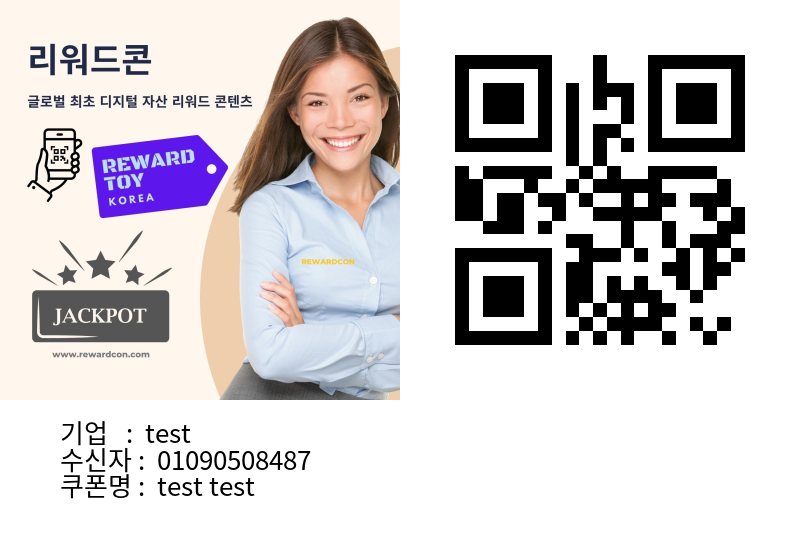 리워드콘
글로벌 최초 디지털 자산 리워드 콘텐츠
REWARD
TOY
KOREA
REWARDCON
JACKPOT
www.rewardcon.com
기업 : test
수신자 : 01090508487
쿠폰명 : test test